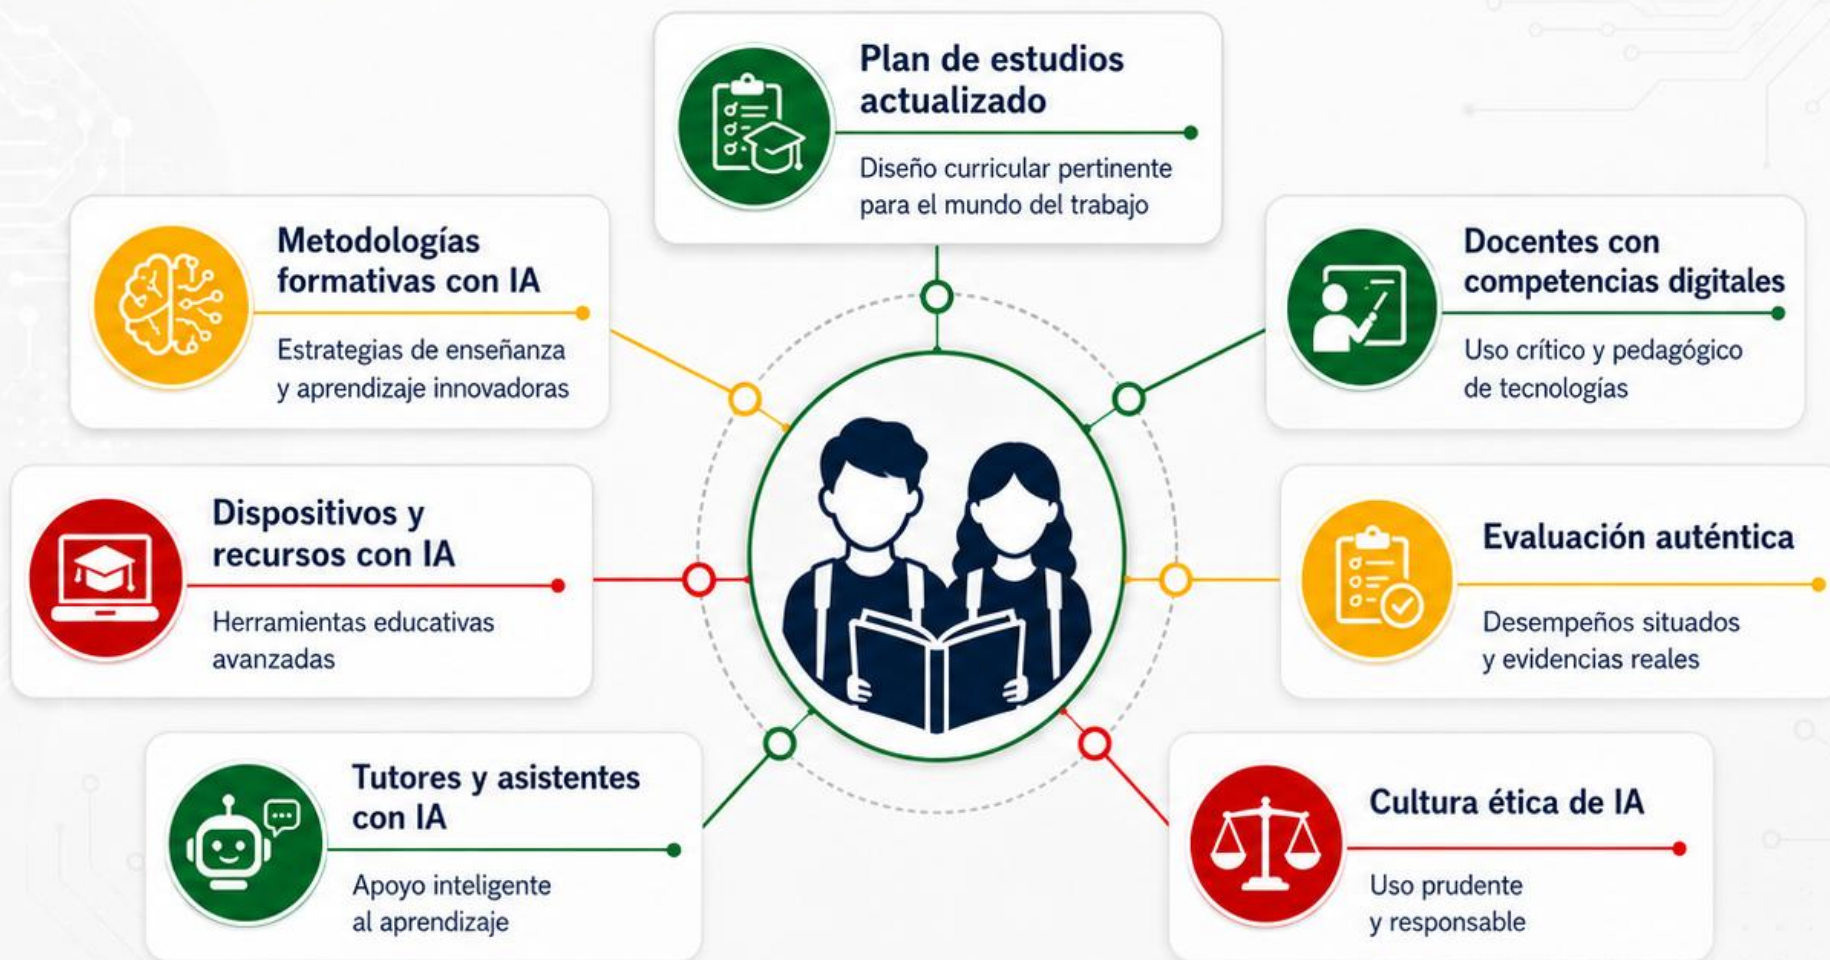 Plan de estudios
actualizado
Diseño curricular pertinente
para el mundo del trabajo
Metodologías
formativas con IA
Estrategias de enseñanza
y aprendizaje innovadoras
Docentes con
competencias digitales
Uso crítico y pedagógico
de tecnologías
Dispositivos y
recursos con IA
Herramientas educativas
avanzadas
Evaluación auténtica
Desempeños situados
y evidencias reales
Tutores y asistentes
con IA
Apoyo inteligente
al aprendizaje
Cultura ética de IA
Uso prudente
y responsable